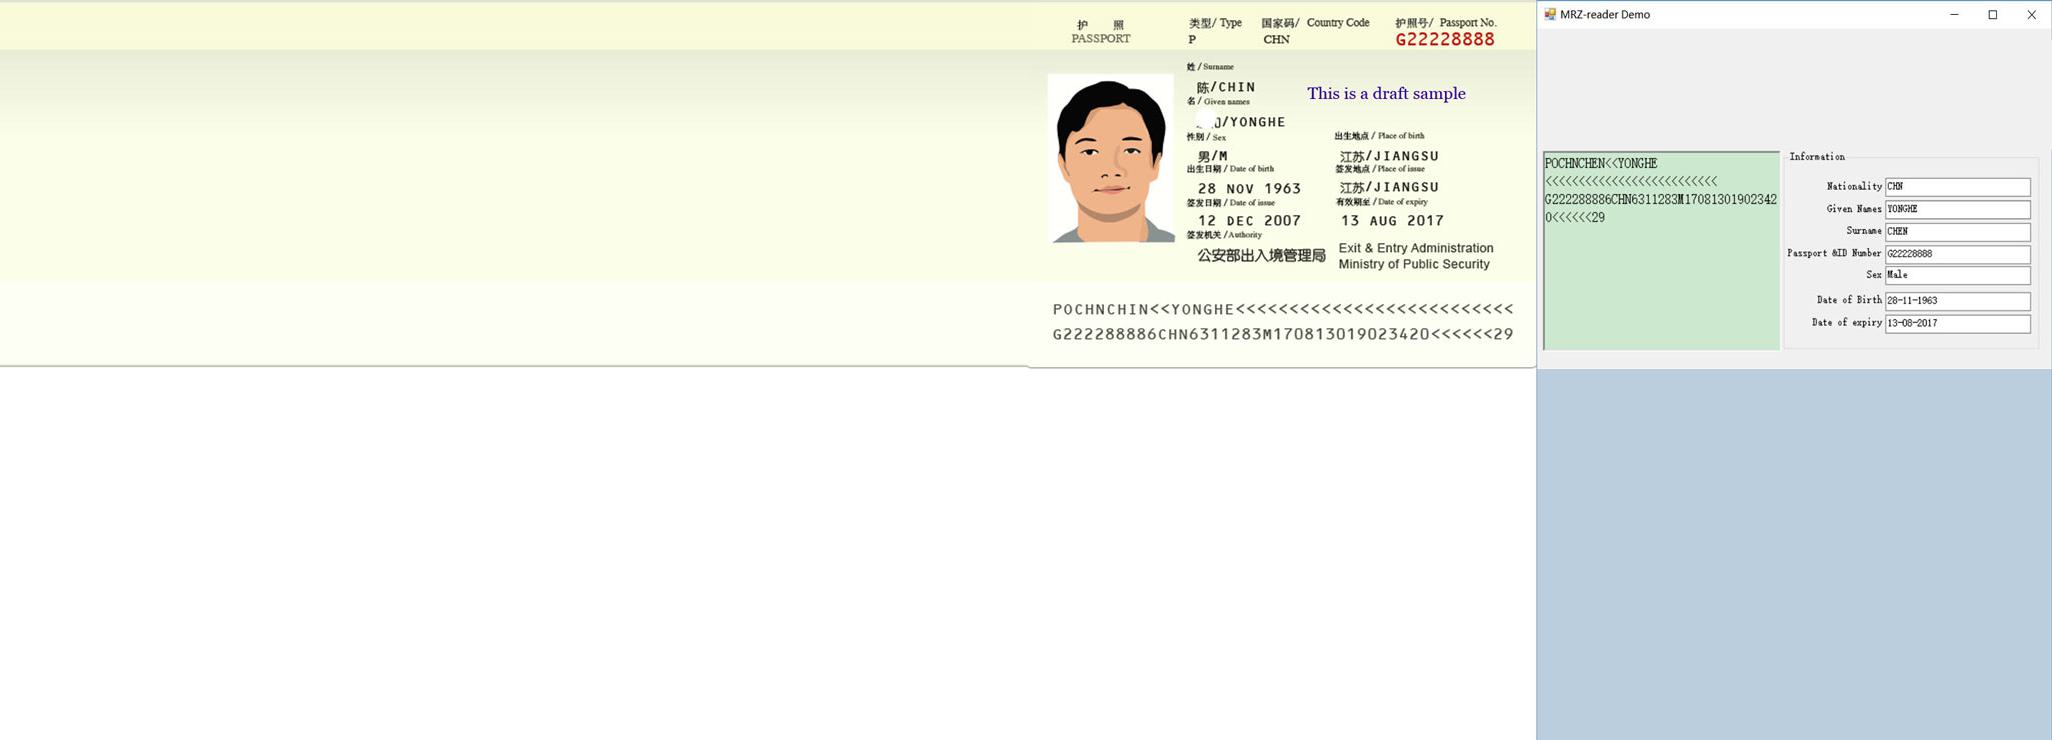 护 照
PASSPORT
类型/ Type
P
国家码/ Country Code
CHN
护照号/ Passport No.
G22228888
姓 / Surname
陈/CHIN
名 / Given names
/YONGHE
This is a draft sample
性别 / Sex
男/M
出生地点 / Place of birth
江苏/JIANGSU
出生日期 / Date of birth
28 NOV 1963
签发地点 / Place of issue
江苏/JIANGSU
签发日期 / Date of issue
12 DEC 2007
有效期至 / Date of expiry
13 AUG 2017
签发机关 /Authority
公安部出入境管理局
Exit & Entry Administration
Ministry of Public Security
POCHNCHIN<<YONGHE<<<<<<<<<<<<<<<<<<<<<<<<<<<
G222288886CHN6311283M170813019023420<<<<<<29
MRZ-reader Demo
POCHNCHEN<<YONGHE
<<<<<<<<<<<<<<<<<<<<<<<<<<
G222288886CHN6311283M17081301902342
0<<<<<<29
Information
Nationality CHN
Given Names YONGHE
Surname CHEN
Passport &ID Number G22228888
Sex Male
Date of Birth 28-11-1963
Date of expiry 13-08-2017